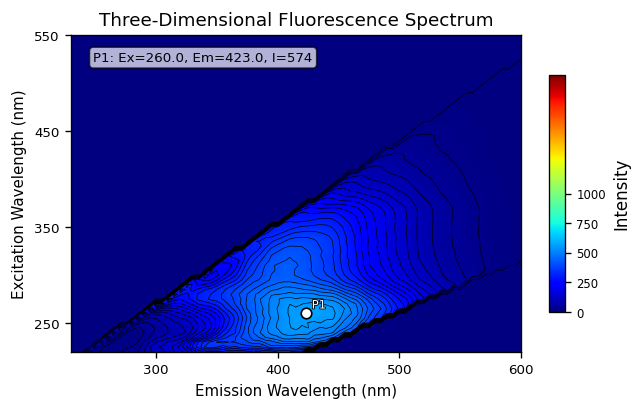 Three-Dimensional Fluorescence Spectrum
P1: Ex=260.0, Em=423.0, I=574
550
450
350
250
Excitation Wavelength (nm)
P1
300
400
500
600
Emission Wavelength (nm)
1000
750
500
250
0
Intensity